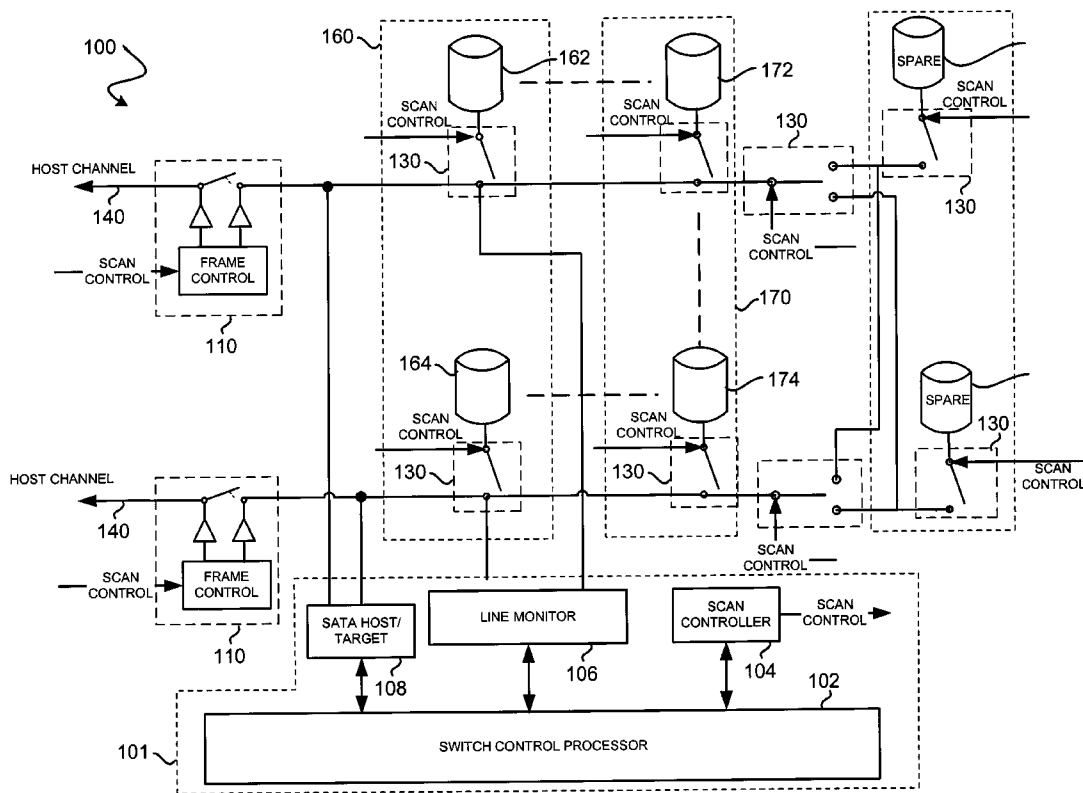 100
160
162
172
SPARE
SCAN
CONTROL
SCAN
CONTROL
SCAN
CONTROL
130
130
130
130
HOST CHANNEL
140
SCAN
CONTROL
FRAME
CONTROL
SCAN
CONTROL
110
170
164
174
SPARE
SCAN
CONTROL
SCAN
CONTROL
130
130
130
SCAN
CONTROL
HOST CHANNEL
140
SCAN
CONTROL
FRAME
CONTROL
SCAN
CONTROL
110
SATA HOST/
TARGET
LINE MONITOR
SCAN
CONTROLLER
SCAN
CONTROL
108
106
104
102
101
SWITCH CONTROL PROCESSOR